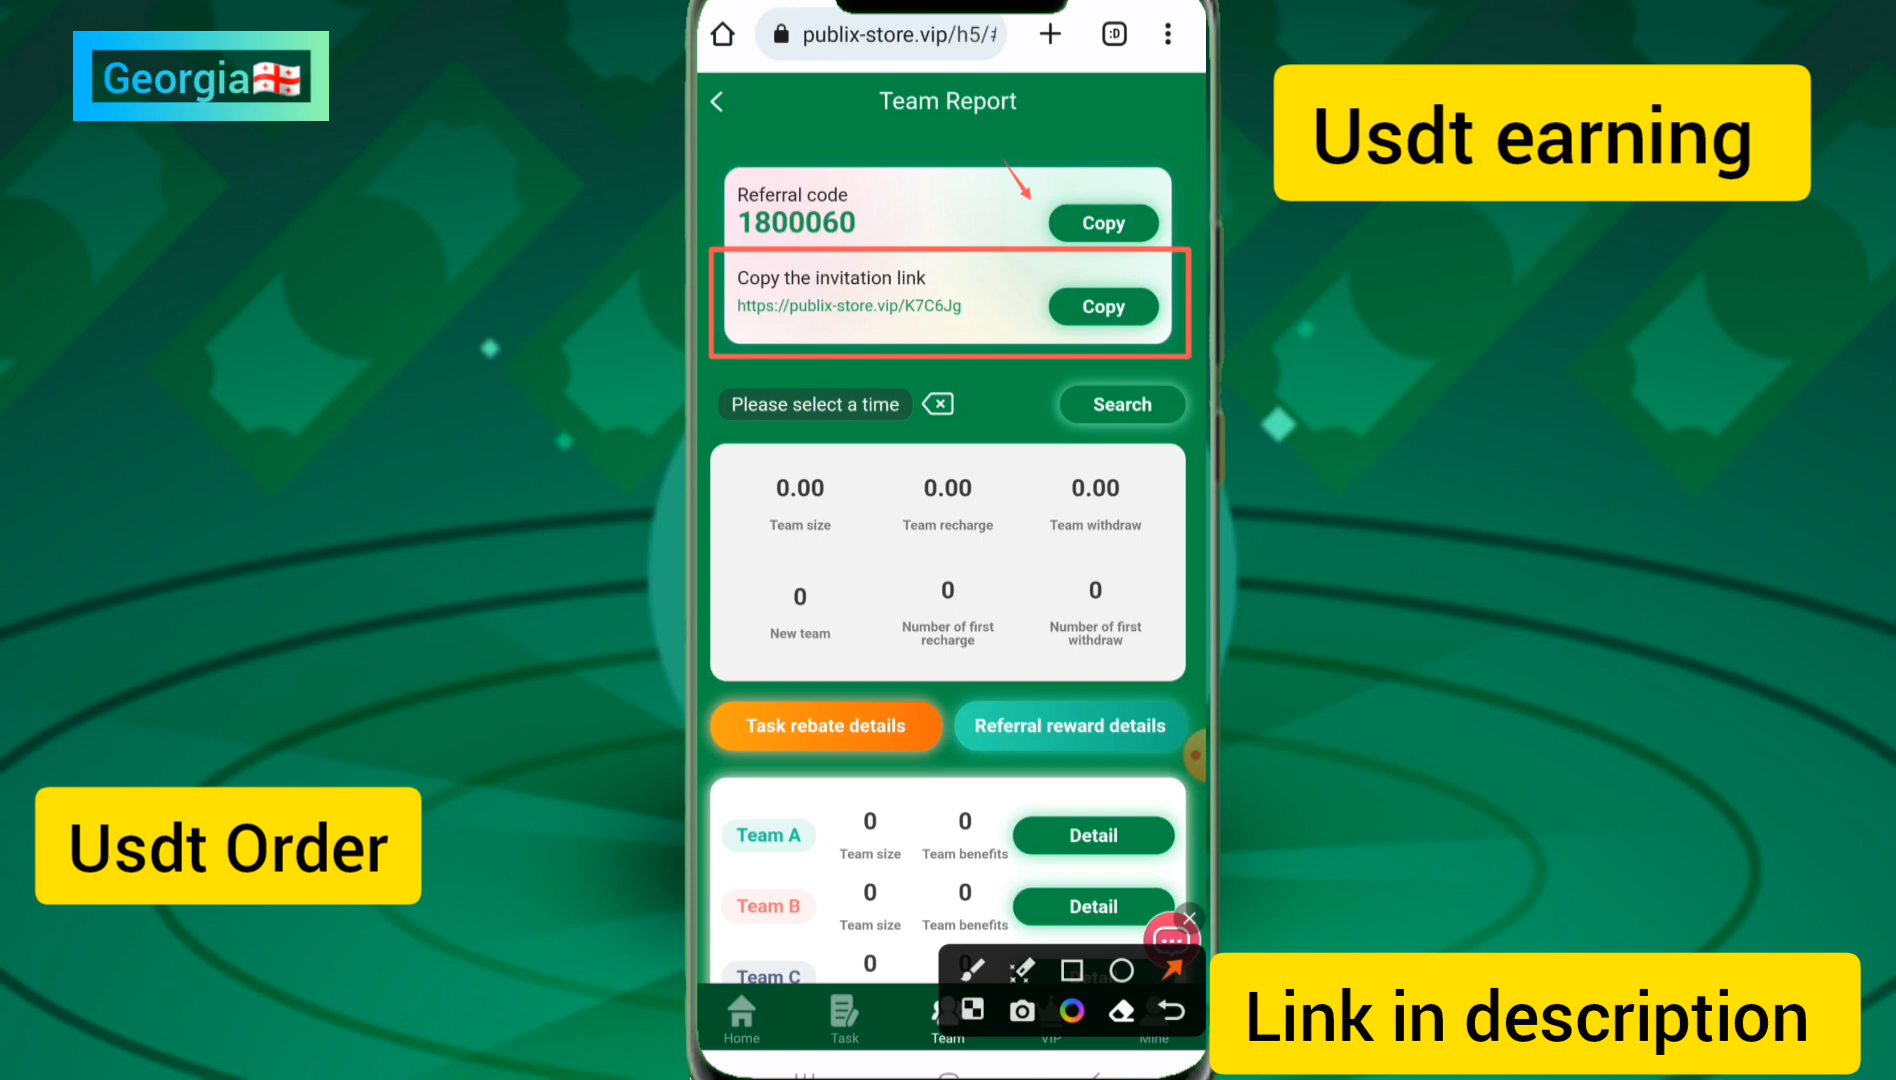 Georgia
Usdt earning
publix-store.vip/h5/#
:D
Team Report
Referral code
1800060
Copy
Copy the invitation link
https://publix-store.vip/K7C6Jg
Copy
Please select a time
Search
0.00 0.00 0.00
Team size Team recharge Team withdraw
0 0 0
New team Number of first recharge Number of first withdraw
Task rebate details Referral reward details
Team A 0 0 Detail
Team size Team benefits
Team B 0 0 Detail
Team size Team benefits
Team C 0 0 Detail
Home Task Team VIP Mine
Usdt Order
Link in description